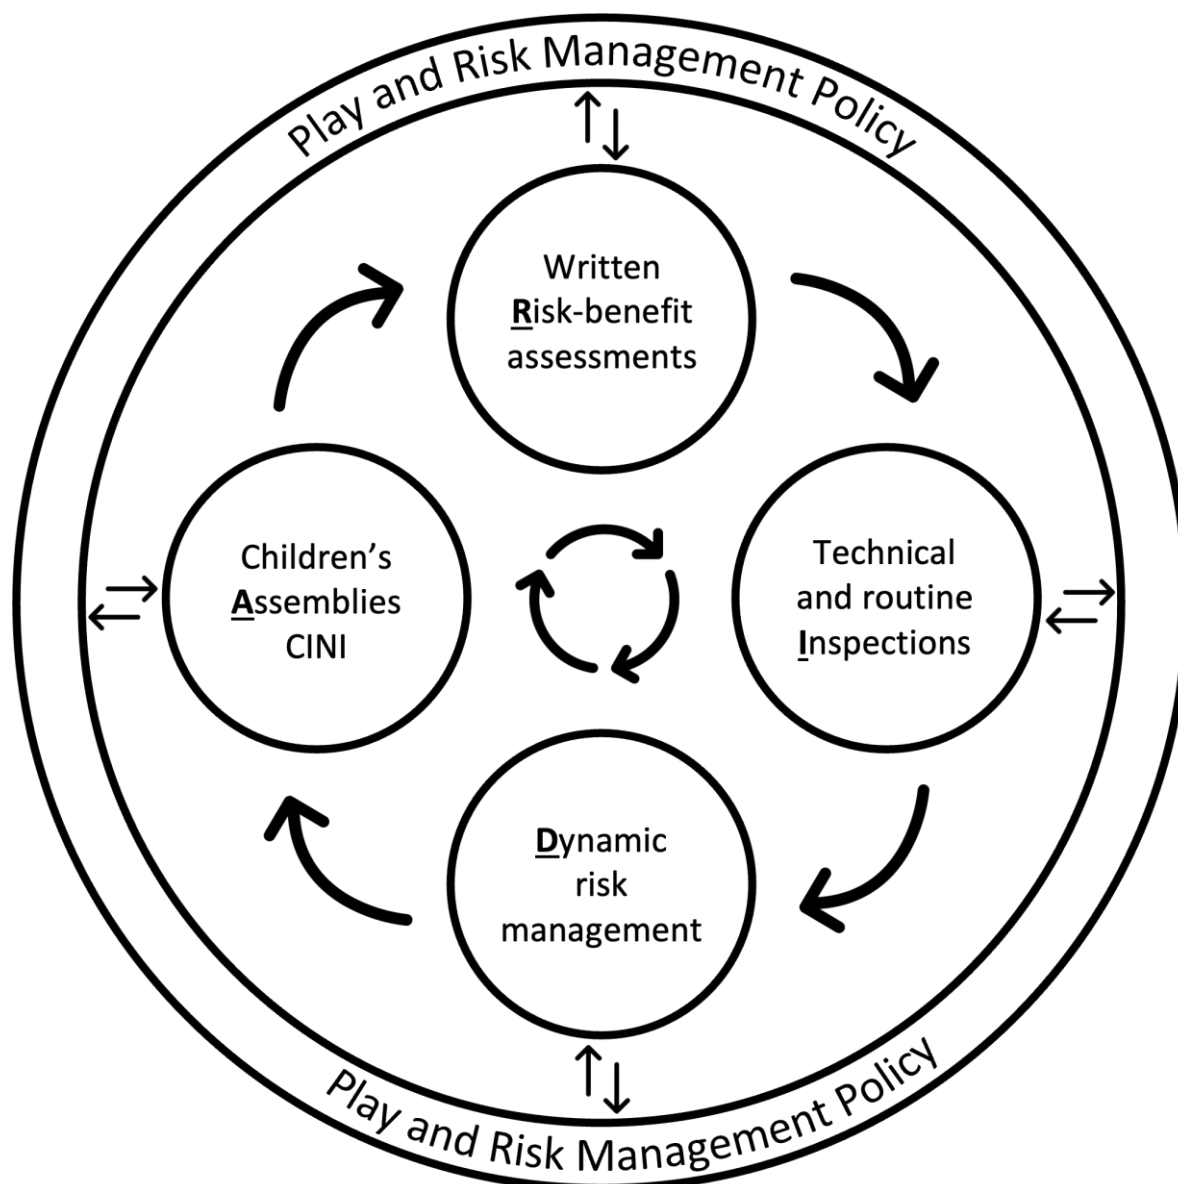 Play and Risk Management Policy
Written
Risk-benefit
assessments
Children’s
Assemblies
CINI
Technical
and routine
Inspections
Dynamic
risk
management
Play and Risk Management Policy